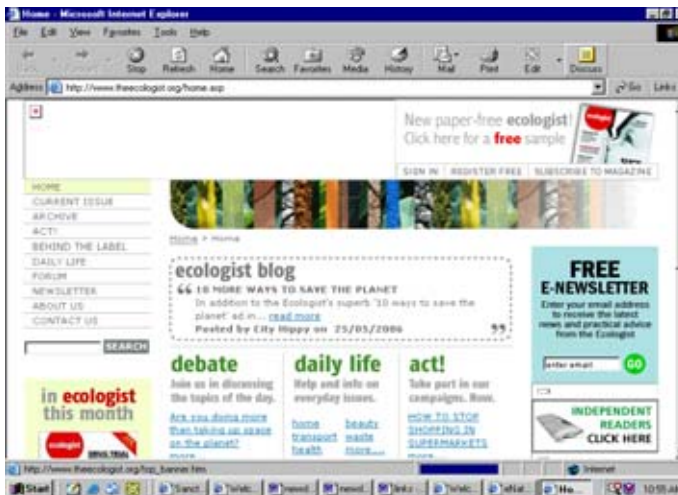 Home - Microsoft Internet Explorer
File Edit View Favorites Tools Help
Stop Refresh Home Search Favorites Media History Mail Print Edit Discuss
Address http://www.theecologist.org/home.asp Go Links
New paper-free ecologist!
Click here for a free sample
SIGN IN REGISTER FREE SUBSCRIBE TO MAGAZINE
HOME
CURRENT ISSUE
ARCHIVE
ACT!
BEHIND THE LABEL
DAILY LIFE
FORUM
NEWSLETTER
ABOUT US
CONTACT US
SEARCH
in ecologist
this month
ecologist
Home > Home
ecologist blog
“ 10 MORE WAYS TO SAVE THE PLANET
In addition to the Ecologist's superb '10 ways to save the
planet' ad in... read more
Posted by City Hippy on 25/05/2006 ”
debate
Join us in discussing
the topics of the day.
Are you doing more
than taking up space
on the planet?
more...
daily life
Help and info on
everyday issues.
home beauty
transport waste
health more...
act!
Take part in our
campaigns. Now.
HOW TO STOP
SHOPPING IN
SUPERMARKETS
more...
FREE
E-NEWSLETTER
Enter your email address
to receive the latest
news and practical advice
from the Ecologist
enter email GO
INDEPENDENT
READERS
CLICK HERE
http://www.theecologist.org/top_banner.htm Internet
Start 10:55 AM